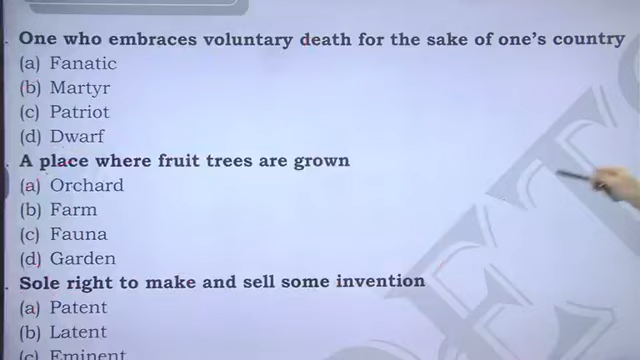 . One who embraces voluntary death for the sake of one's country
(a) Fanatic
(b) Martyr
(c) Patriot
(d) Dwarf
. A place where fruit trees are grown
(a) Orchard
(b) Farm
(c) Fauna
(d) Garden
. Sole right to make and sell some invention
(a) Patent
(b) Latent
(c) Eminent